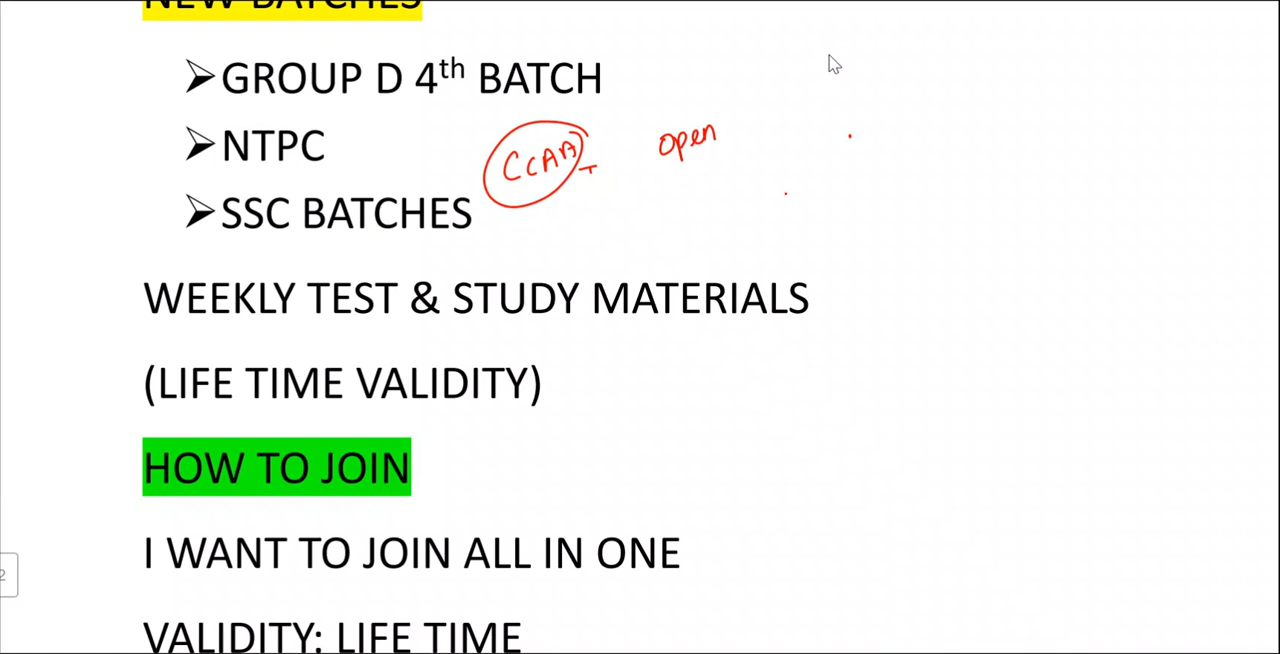 NEW BATCHES
➢GROUP D 4th BATCH
➢NTPC
CCAA open
➢SSC BATCHES
WEEKLY TEST & STUDY MATERIALS
(LIFE TIME VALIDITY)
HOW TO JOIN
I WANT TO JOIN ALL IN ONE
VALIDITY: LIFE TIME
2